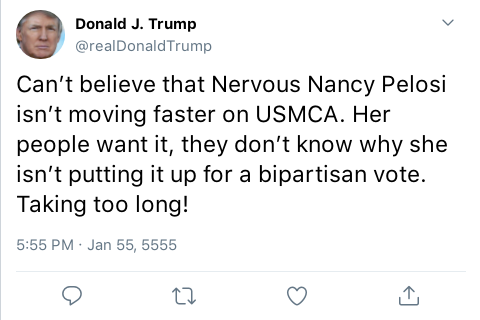 Donald J. Trump
@realDonaldTrump
Can’t believe that Nervous Nancy Pelosi
isn’t moving faster on USMCA. Her
people want it, they don’t know why she
isn’t putting it up for a bipartisan vote.
Taking too long!
5:55 PM · Jan 55, 5555